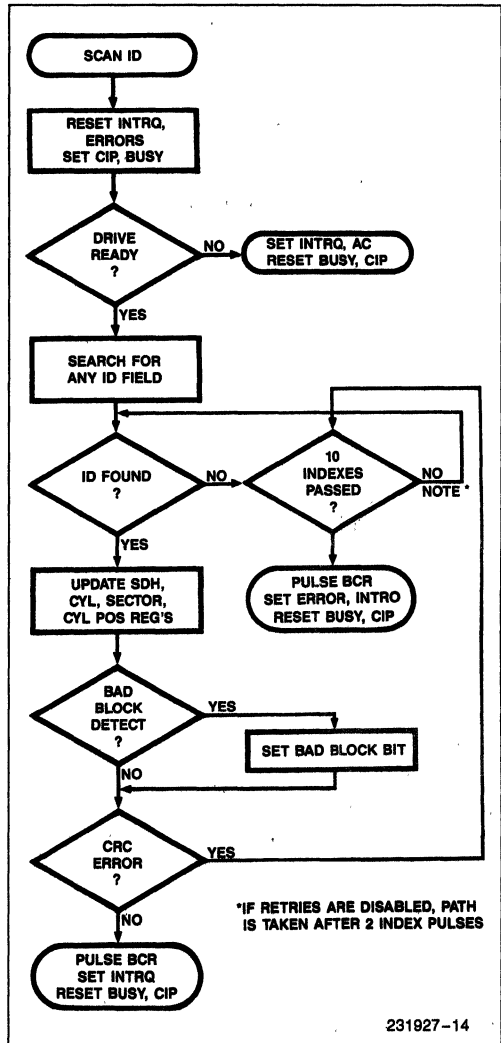 SCAN ID
RESET INTRQ,
ERRORS
SET CIP, BUSY
DRIVE
READY
?
NO
SET INTRQ, AC
RESET BUSY, CIP
YES
SEARCH FOR
ANY ID FIELD
ID FOUND
?
NO
10
INDEXES
PASSED
?
NO
NOTE *
YES
PULSE BCR
SET ERROR, INTRO
RESET BUSY, CIP
UPDATE SDH,
CYL, SECTOR,
CYL POS REG'S
BAD
BLOCK
DETECT
?
YES
SET BAD BLOCK BIT
NO
CRC
ERROR
?
YES
NO
*IF RETRIES ARE DISABLED, PATH
IS TAKEN AFTER 2 INDEX PULSES
PULSE BCR
SET INTRQ
RESET BUSY, CIP
231927-14